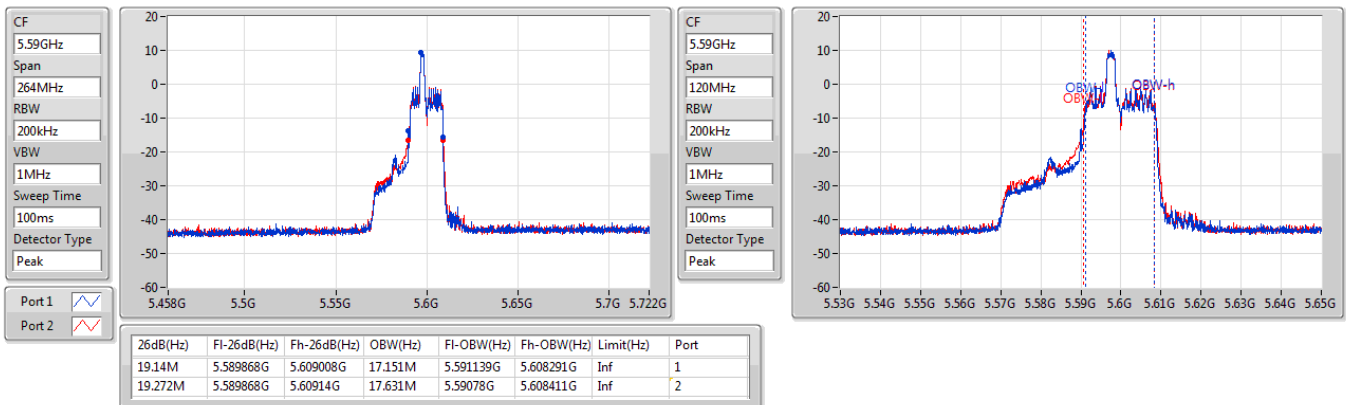 CF
5.59GHz
Span
264MHz
RBW
200kHz
VBW
1MHz
Sweep Time
100ms
Detector Type
Peak
Port 1
Port 2
20
10
0
-10
-20
-30
-40
-50
-60
5.458G 5.5G 5.55G 5.6G 5.65G 5.7G 5.722G
CF
5.59GHz
Span
120MHz
RBW
200kHz
VBW
1MHz
Sweep Time
100ms
Detector Type
Peak
20
10
0
-10
-20
-30
-40
-50
-60
OBW-h
5.53G 5.54G 5.55G 5.56G 5.57G 5.58G 5.59G 5.6G 5.61G 5.62G 5.63G 5.64G 5.65G
26dB(Hz) Fl-26dB(Hz) Fh-26dB(Hz) OBW(Hz) Fl-OBW(Hz) Fh-OBW(Hz) Limit(Hz) Port
19.14M 5.589868G 5.609008G 17.151M 5.591139G 5.608291G Inf 1
19.272M 5.589868G 5.60914G 17.631M 5.59078G 5.608411G Inf 2